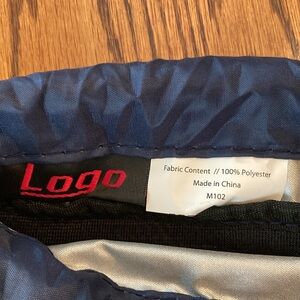 Logo
Fabric Content // 100% Polyester
Made in China
M102